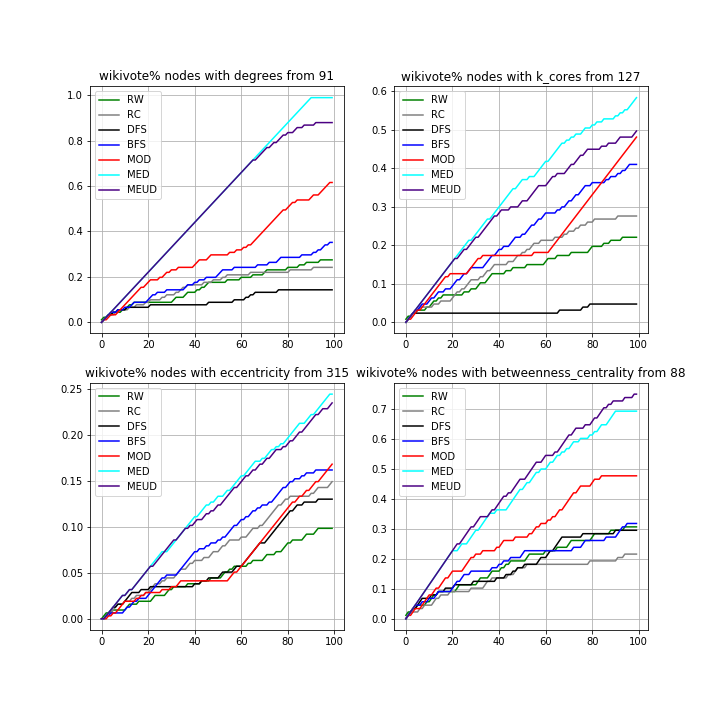 wikivote% nodes with degrees from 91
1.0
0.8
0.6
0.4
0.2
0.0
0 20 40 60 80 100
RW
RC
DFS
BFS
MOD
MED
MEUD
wikivote% nodes with k_cores from 127
0.6
0.5
0.4
0.3
0.2
0.1
0.0
0 20 40 60 80 100
RW
RC
DFS
BFS
MOD
MED
MEUD
wikivote% nodes with eccentricity from 315
0.25
0.20
0.15
0.10
0.05
0.00
0 20 40 60 80 100
RW
RC
DFS
BFS
MOD
MED
MEUD
wikivote% nodes with betweenness_centrality from 88
0.7
0.6
0.5
0.4
0.3
0.2
0.1
0.0
0 20 40 60 80 100
RW
RC
DFS
BFS
MOD
MED
MEUD